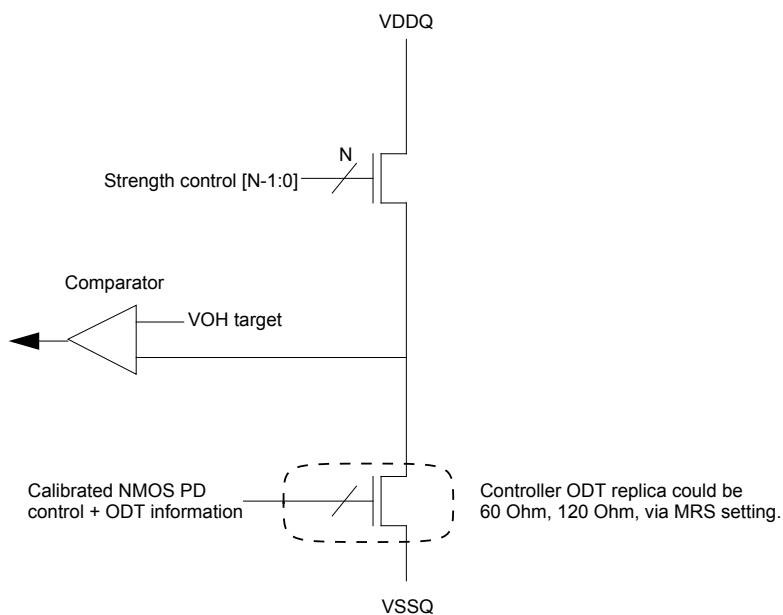 VDDQ
N
Strength control [N-1:0]
Comparator
VOH target
Calibrated NMOS PD
control + ODT information
Controller ODT replica could be
60 Ohm, 120 Ohm, via MRS setting.
VSSQ